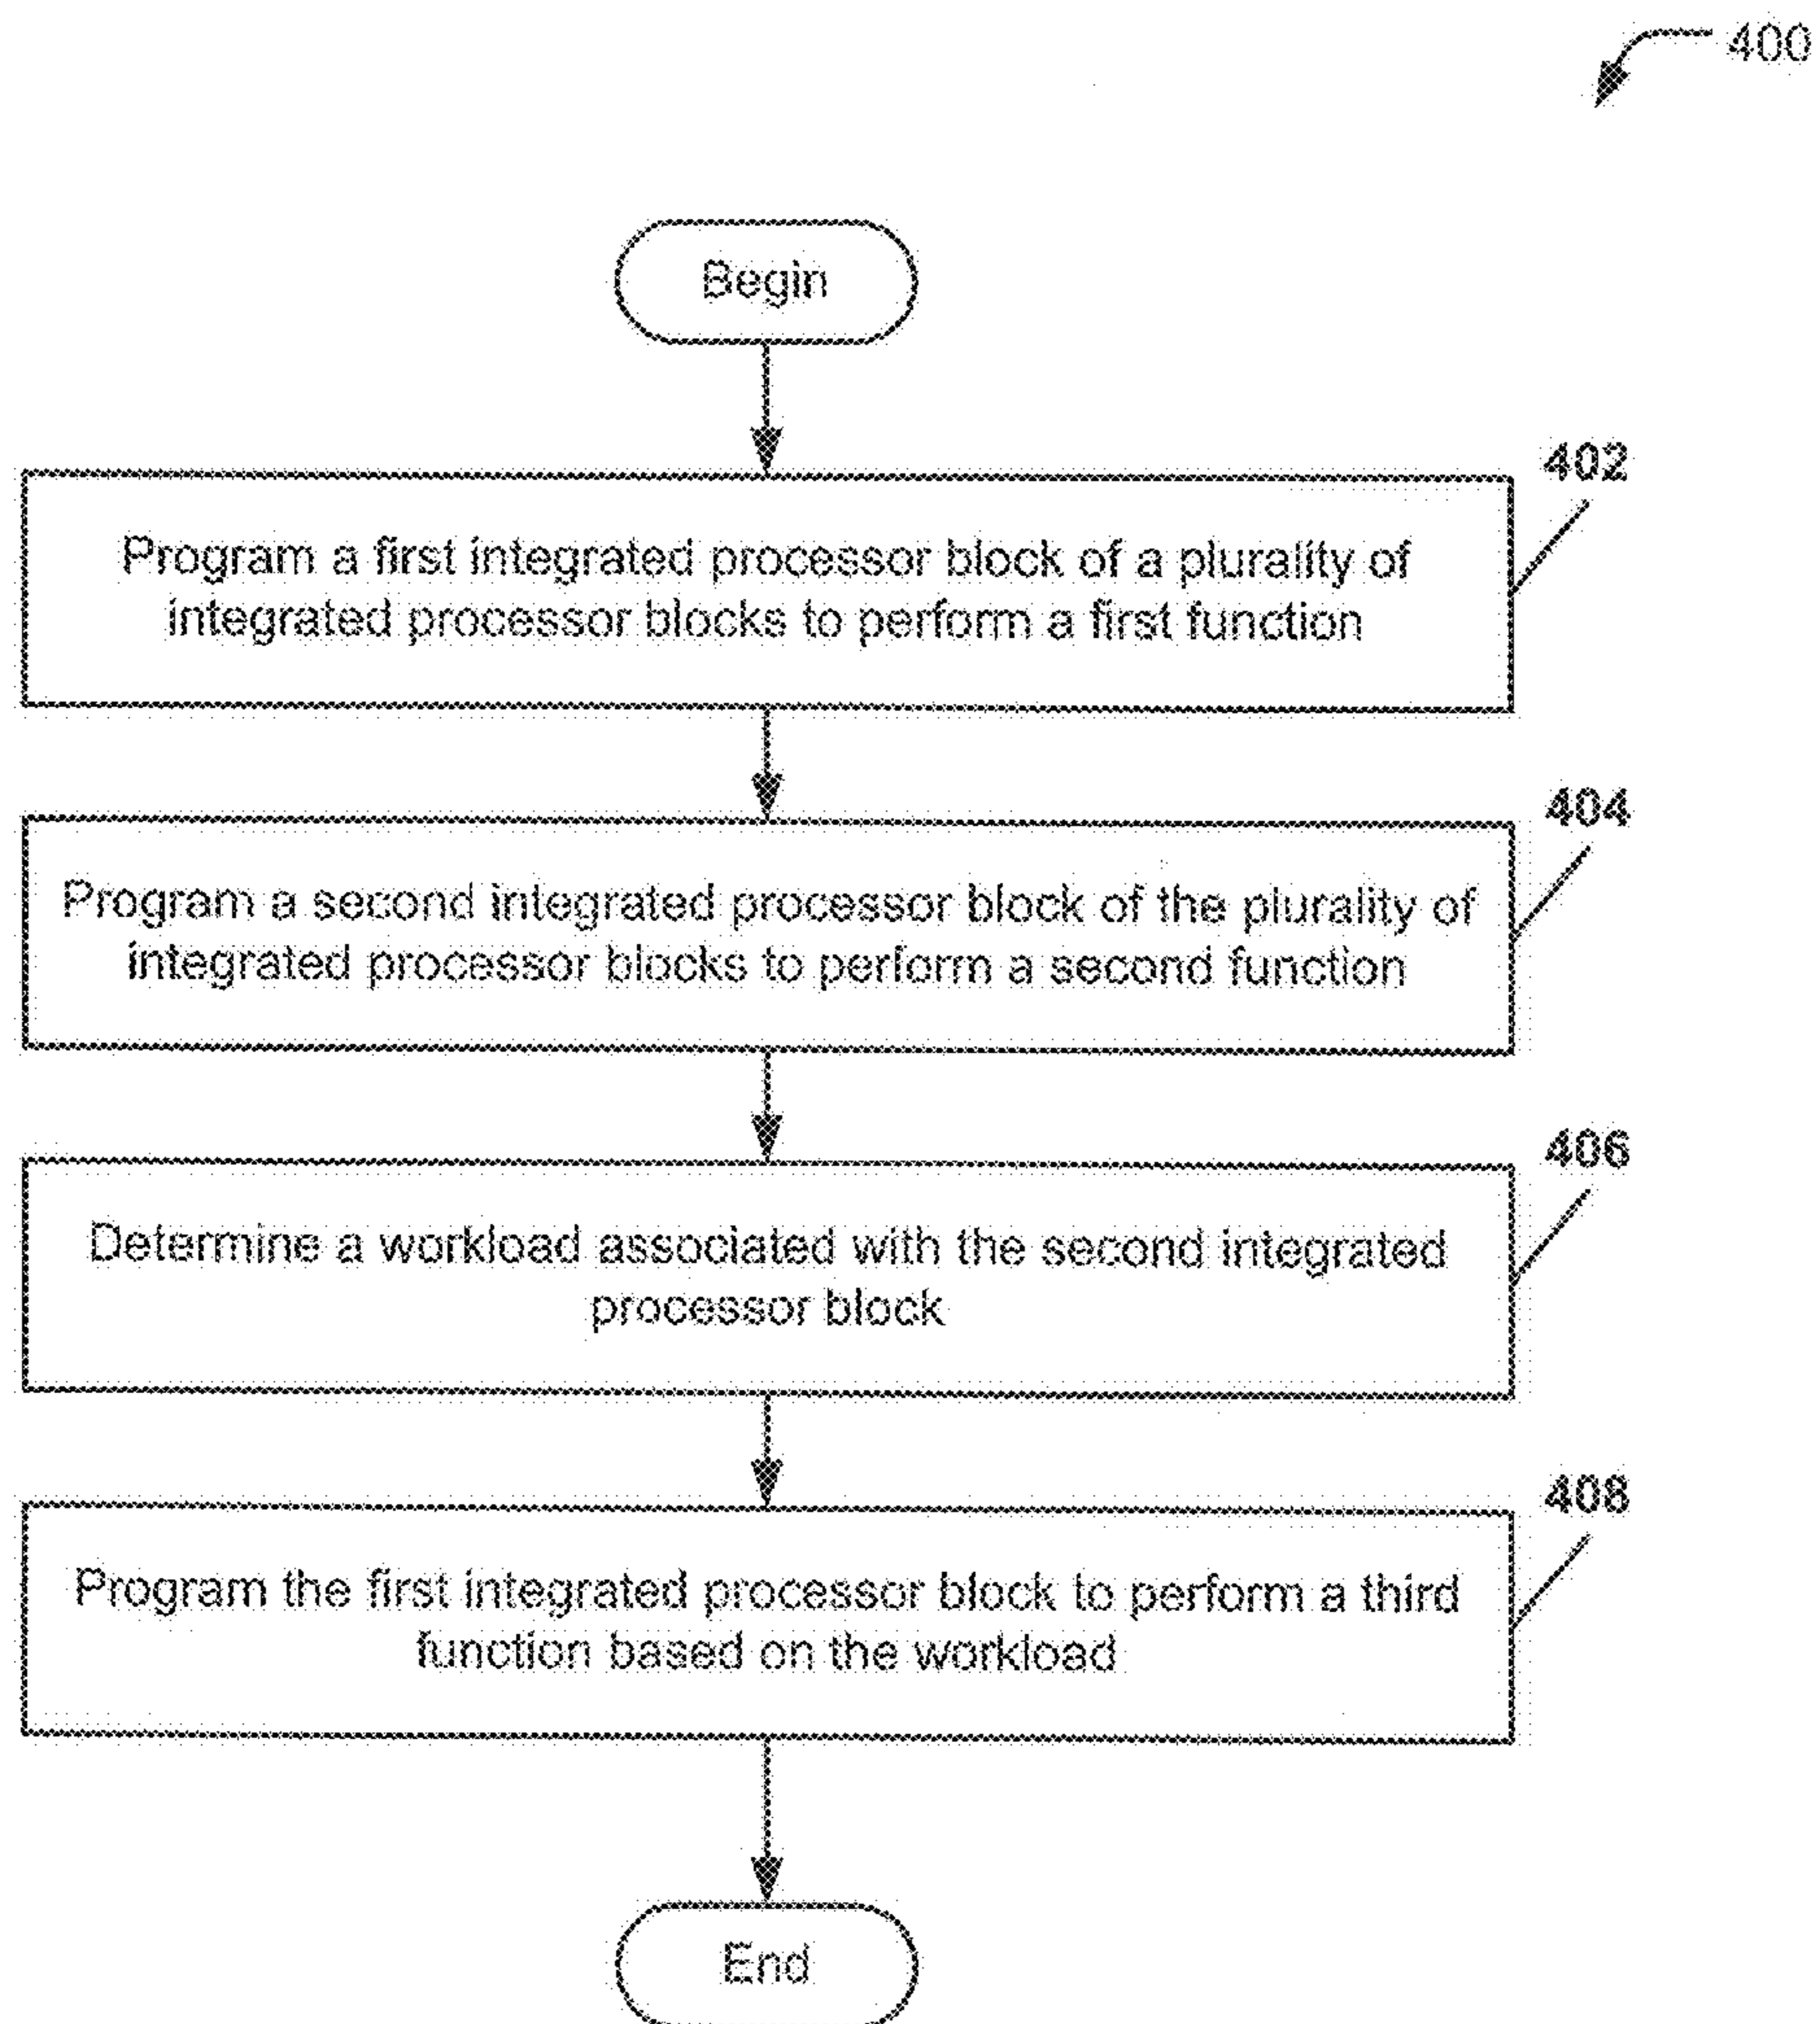 400
Begin
402
Program a first integrated processor block of a plurality of
integrated processor blocks to perform a first function
404
Program a second integrated processor block of the plurality of
integrated processor blocks to perform a second function
406
Determine a workload associated with the second integrated
processor block
408
Program the first integrated processor block to perform a third
function based on the workload
End